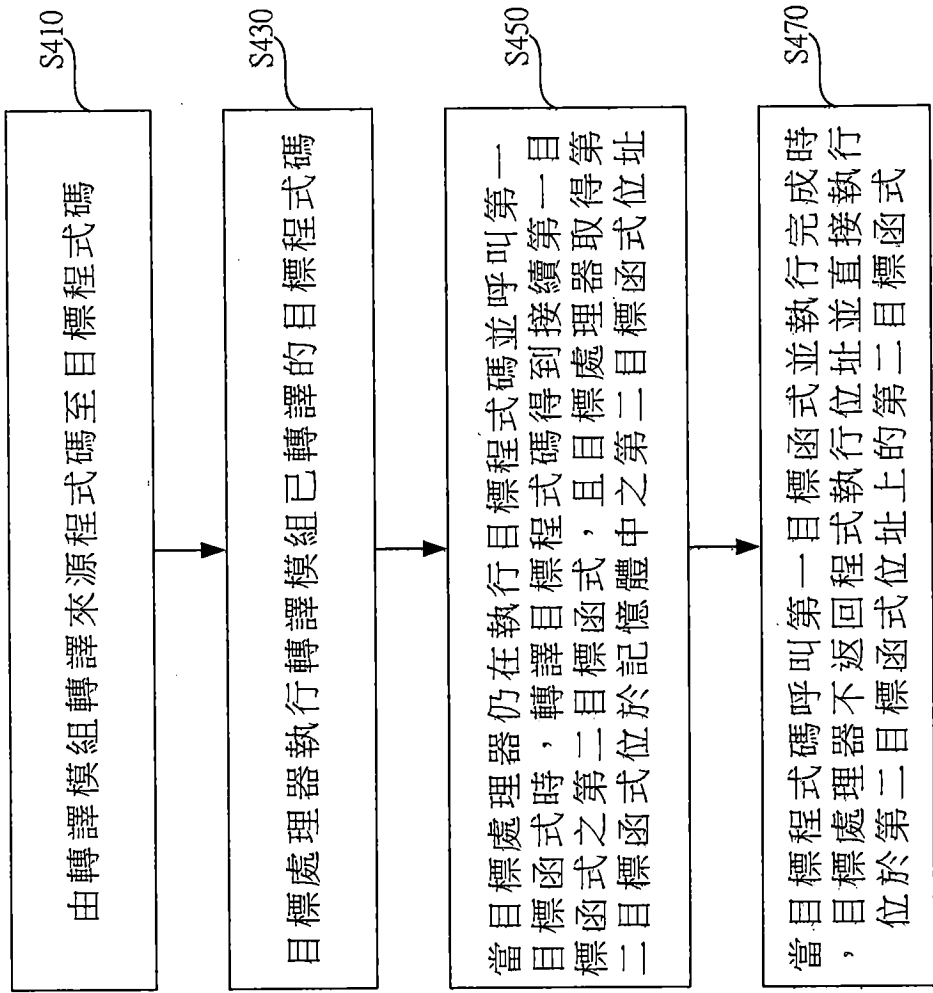 S410
由轉譯模組轉譯來源程式碼至目標程式碼
S430
目標處理器執行轉譯模組已轉譯的目標程式碼
S450
當目標處理器仍在執行目標程式碼並呼叫第一
目標函式時，轉譯目標程式碼得到接續第一目
標函式之第二目標函式，且目標處理器取得第
二目標函式位於記憶體中之第二目標函式位址
S470
當目標程式碼呼叫第一目標函式並執行完成時
，目標處理器不返回程式執行位址並直接執行
位於第二目標函式位址上的第二目標函式